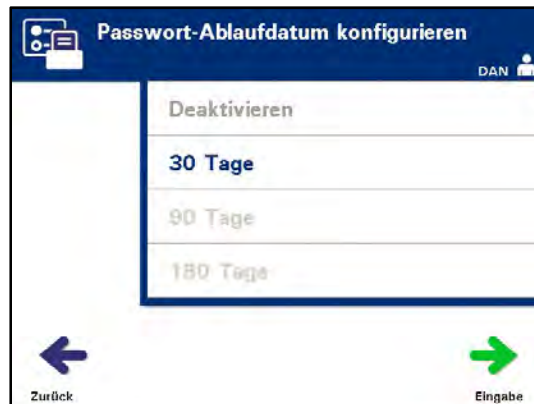 Passwort-Ablaufdatum konfigurieren
DAN
Deaktivieren
30 Tage
90 Tage
180 Tage
Zurück
Eingabe